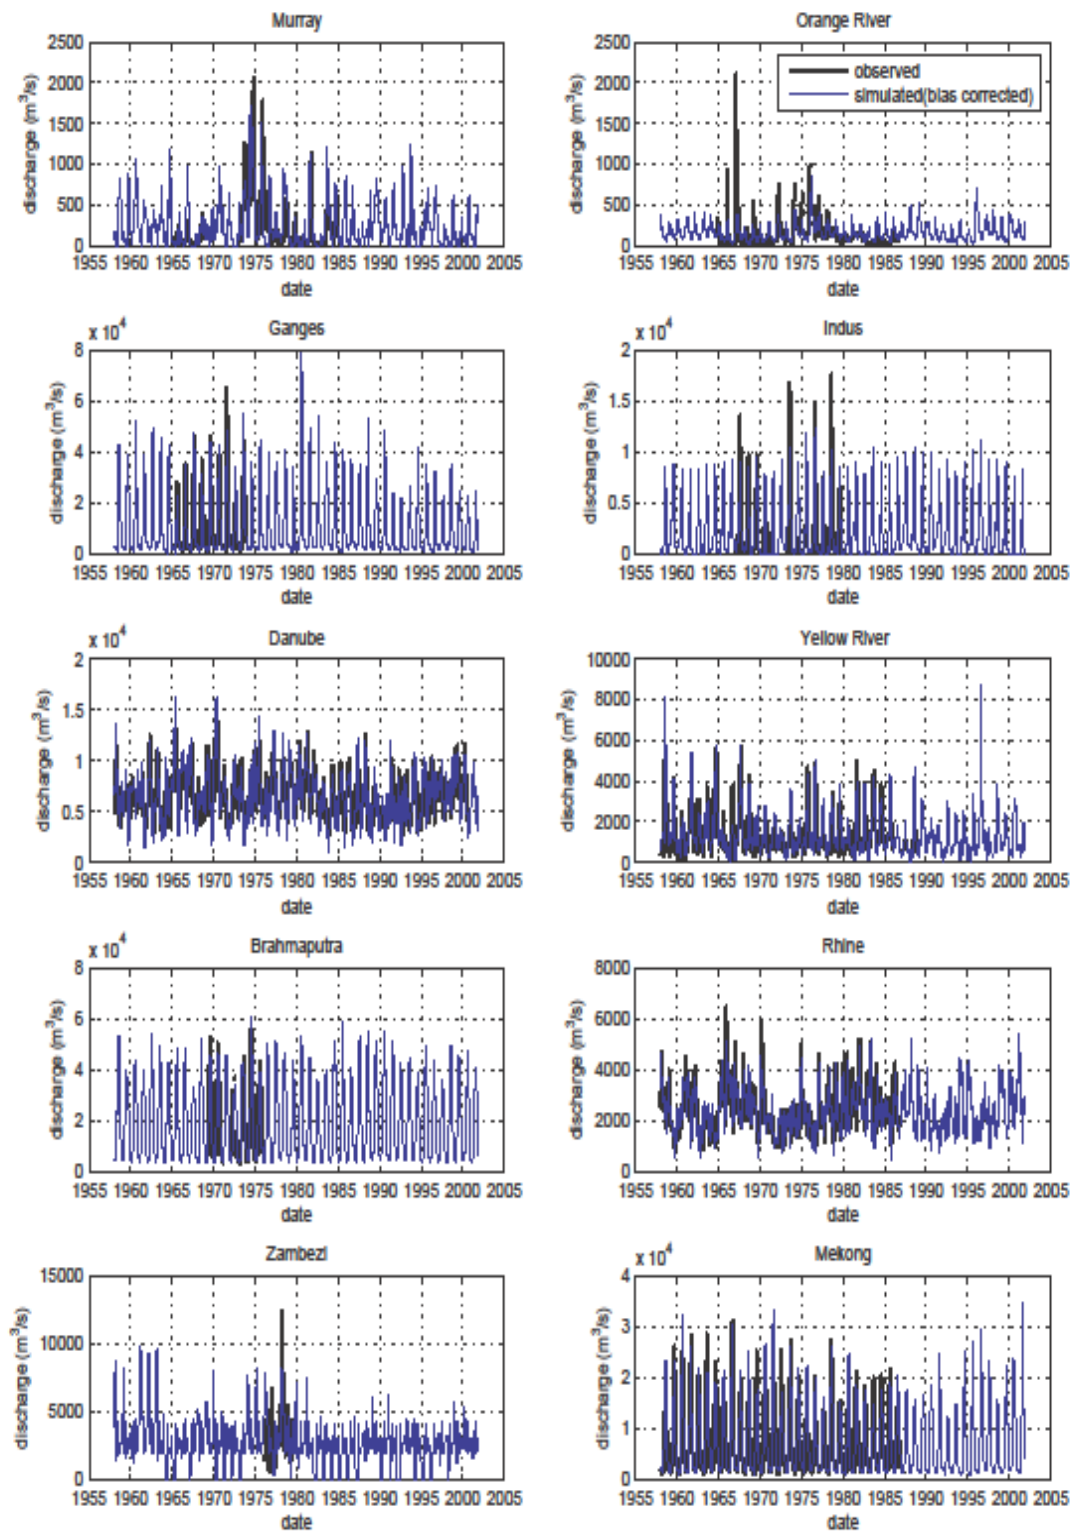 Murray
2500
2000
1500
1000
500
0
discharge (m³/s)
1955 1960 1965 1970 1975 1980 1985 1990 1995 2000 2005
date
Orange River
observed
simulated(bias corrected)
2500
2000
1500
1000
500
0
discharge (m³/s)
1955 1960 1965 1970 1975 1980 1985 1990 1995 2000 2005
date
Ganges
x 10⁴
8
6
4
2
0
discharge (m³/s)
1955 1960 1965 1970 1975 1980 1985 1990 1995 2000 2005
date
Indus
x 10⁴
2
1.5
1
0.5
0
discharge (m³/s)
1955 1960 1965 1970 1975 1980 1985 1990 1995 2000 2005
date
Danube
x 10⁴
2
1.5
1
0.5
0
discharge (m³/s)
1955 1960 1965 1970 1975 1980 1985 1990 1995 2000 2005
date
Yellow River
10000
8000
6000
4000
2000
0
discharge (m³/s)
1955 1960 1965 1970 1975 1980 1985 1990 1995 2000 2005
date
Brahmaputra
x 10⁴
8
6
4
2
0
discharge (m³/s)
1955 1960 1965 1970 1975 1980 1985 1990 1995 2000 2005
date
Rhine
8000
6000
4000
2000
0
discharge (m³/s)
1955 1960 1965 1970 1975 1980 1985 1990 1995 2000 2005
date
Zambezi
15000
10000
5000
0
discharge (m³/s)
1955 1960 1965 1970 1975 1980 1985 1990 1995 2000 2005
date
Mekong
x 10⁴
4
3
2
1
0
discharge (m³/s)
1955 1960 1965 1970 1975 1980 1985 1990 1995 2000 2005
date